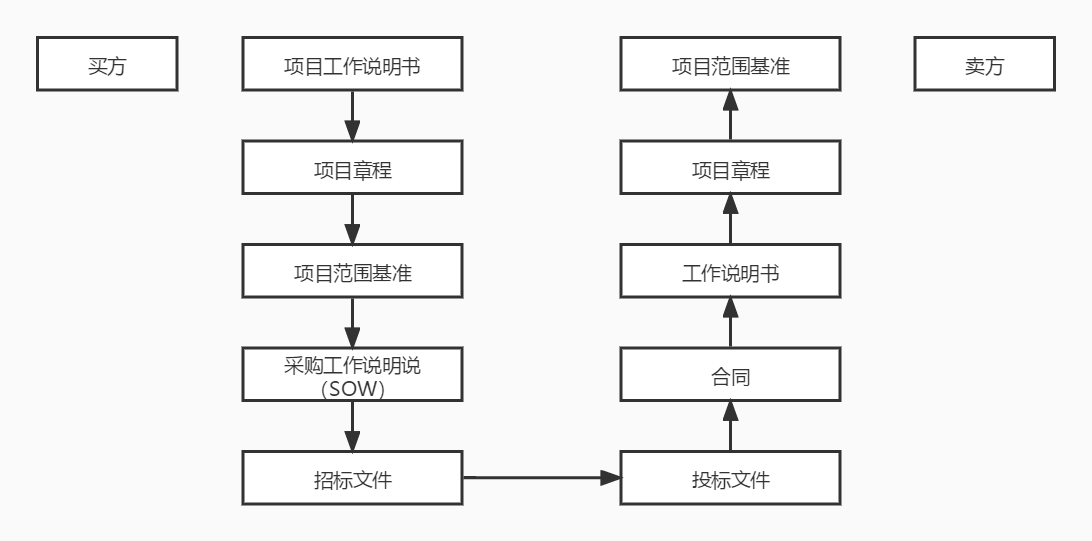 买方
项目工作说明书
项目范围基准
卖方
项目章程
项目章程
项目范围基准
工作说明书
采购工作说明说
（SOW）
合同
招标文件
投标文件